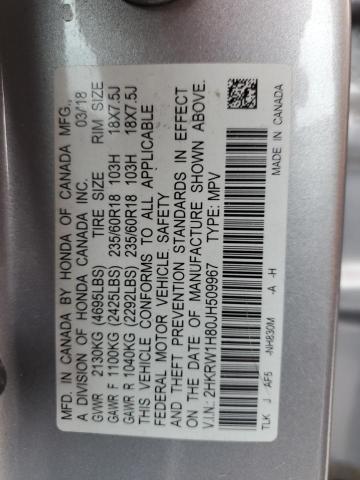 MFD. IN CANADA BY HONDA OF CANADA MFG.,
A DIVISION OF HONDA CANADA INC. 03/18
GVWR 2130KG (4695LBS) TIRE SIZE RIM SIZE
GAWR F 1100KG (2425LBS) 235/60R18 103H 18X7.5J
GAWR R 1040KG (2292LBS) 235/60R18 103H 18X7.5J
THIS VEHICLE CONFORMS TO ALL APPLICABLE
FEDERAL MOTOR VEHICLE SAFETY
AND THEFT PREVENTION STANDARDS IN EFFECT
ON THE DATE OF MANUFACTURE SHOWN ABOVE.
V.I.N.: 2HKRW1H80JH509967 TYPE: MPV
TLK J AF5 -NH830M -A -H MADE IN CANADA